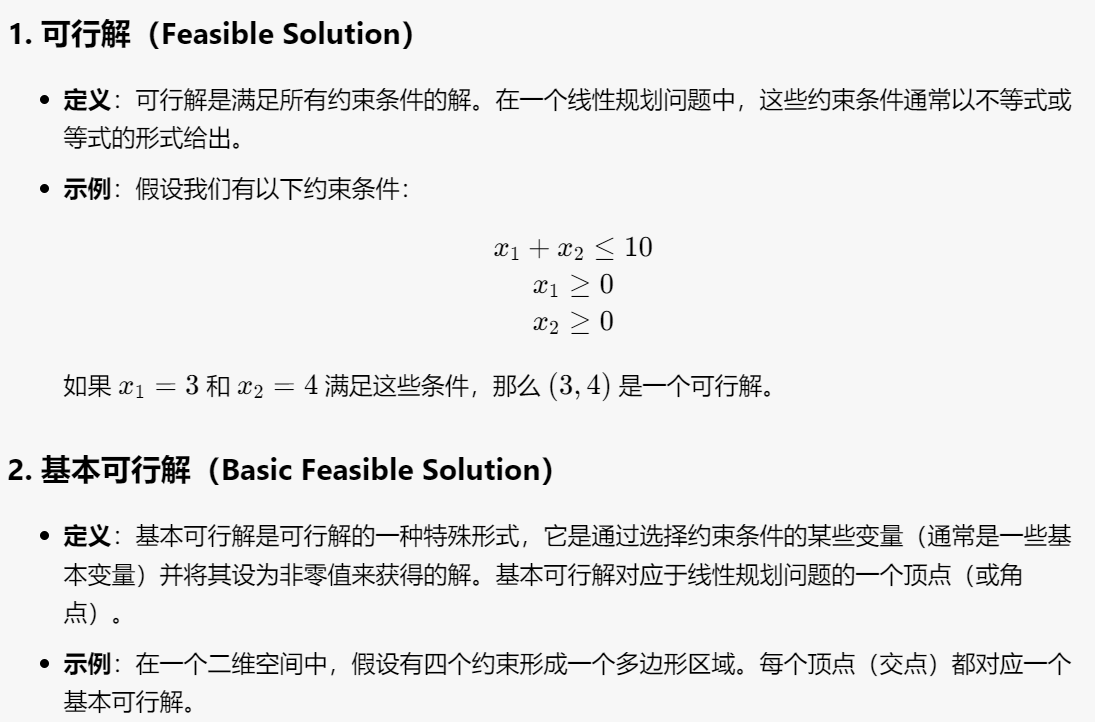 1. 可行解（Feasible Solution）
• 定义：可行解是满足所有约束条件的解。在一个线性规划问题中，这些约束条件通常以不等式或
等式的形式给出。
• 示例：假设我们有以下约束条件：
x₁ + x₂ ≤ 10
x₁ ≥ 0
x₂ ≥ 0
如果 x₁ = 3 和 x₂ = 4 满足这些条件，那么 (3, 4) 是一个可行解。
2. 基本可行解（Basic Feasible Solution）
• 定义：基本可行解是可行解的一种特殊形式，它是通过选择约束条件的某些变量（通常是一些基
本变量）并将其设为非零值来获得的解。基本可行解对应于线性规划问题的一个顶点（或角
点）。
• 示例：在一个二维空间中，假设有四个约束形成一个多边形区域。每个顶点（交点）都对应一个
基本可行解。